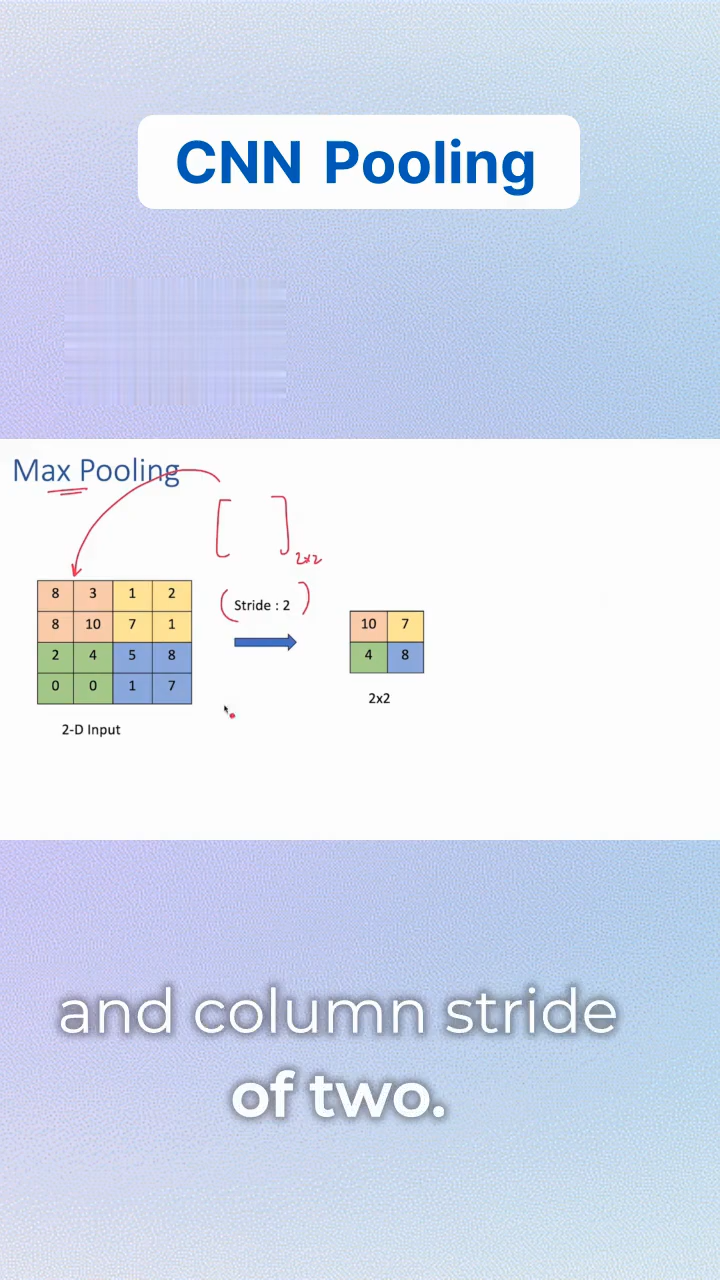 CNN Pooling
Max Pooling
2x2
8 3 1 2
8 10 7 1
2 4 5 8
0 0 1 7
2-D Input
Stride : 2
10 7
4 8
2x2
and column stride
of two.